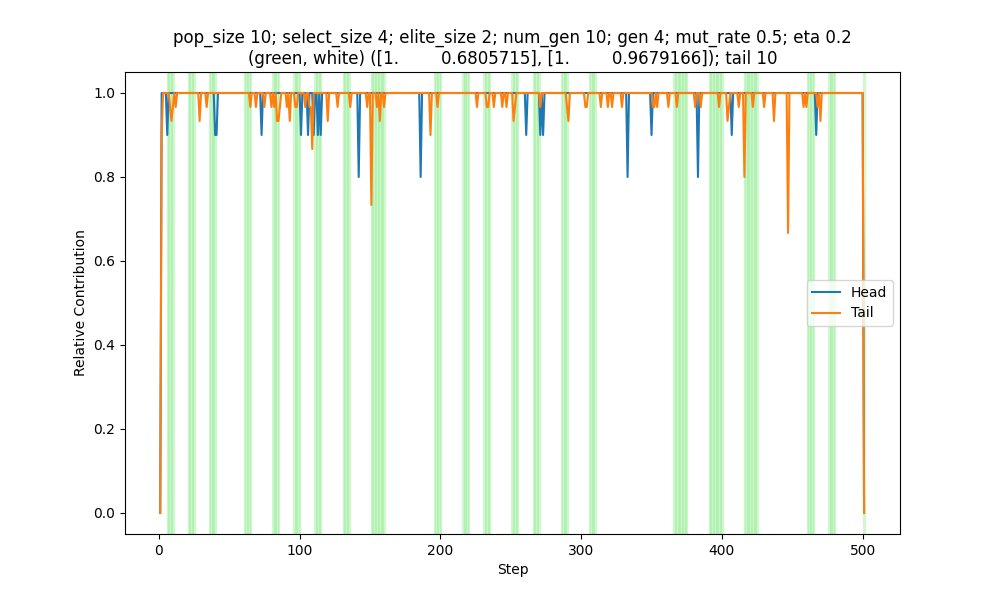 pop_size 10; select_size 4; elite_size 2; num_gen 10; gen 4; mut_rate 0.5; eta 0.2
(green, white) ([1. 0.6805715], [1. 0.9679166]); tail 10
1.0
0.8
0.6
0.4
0.2
0.0
Relative Contribution
Head
Tail
0 100 200 300 400 500
Step